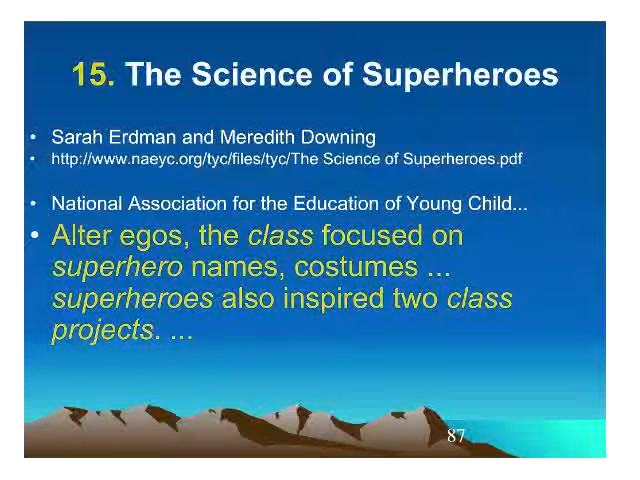 15. The Science of Superheroes
• Sarah Erdman and Meredith Downing
• http://www.naeyc.org/tyc/files/tyc/The Science of Superheroes.pdf
• National Association for the Education of Young Child...
• Alter egos, the class focused on
superhero names, costumes ...
superheroes also inspired two class
projects. ...
87